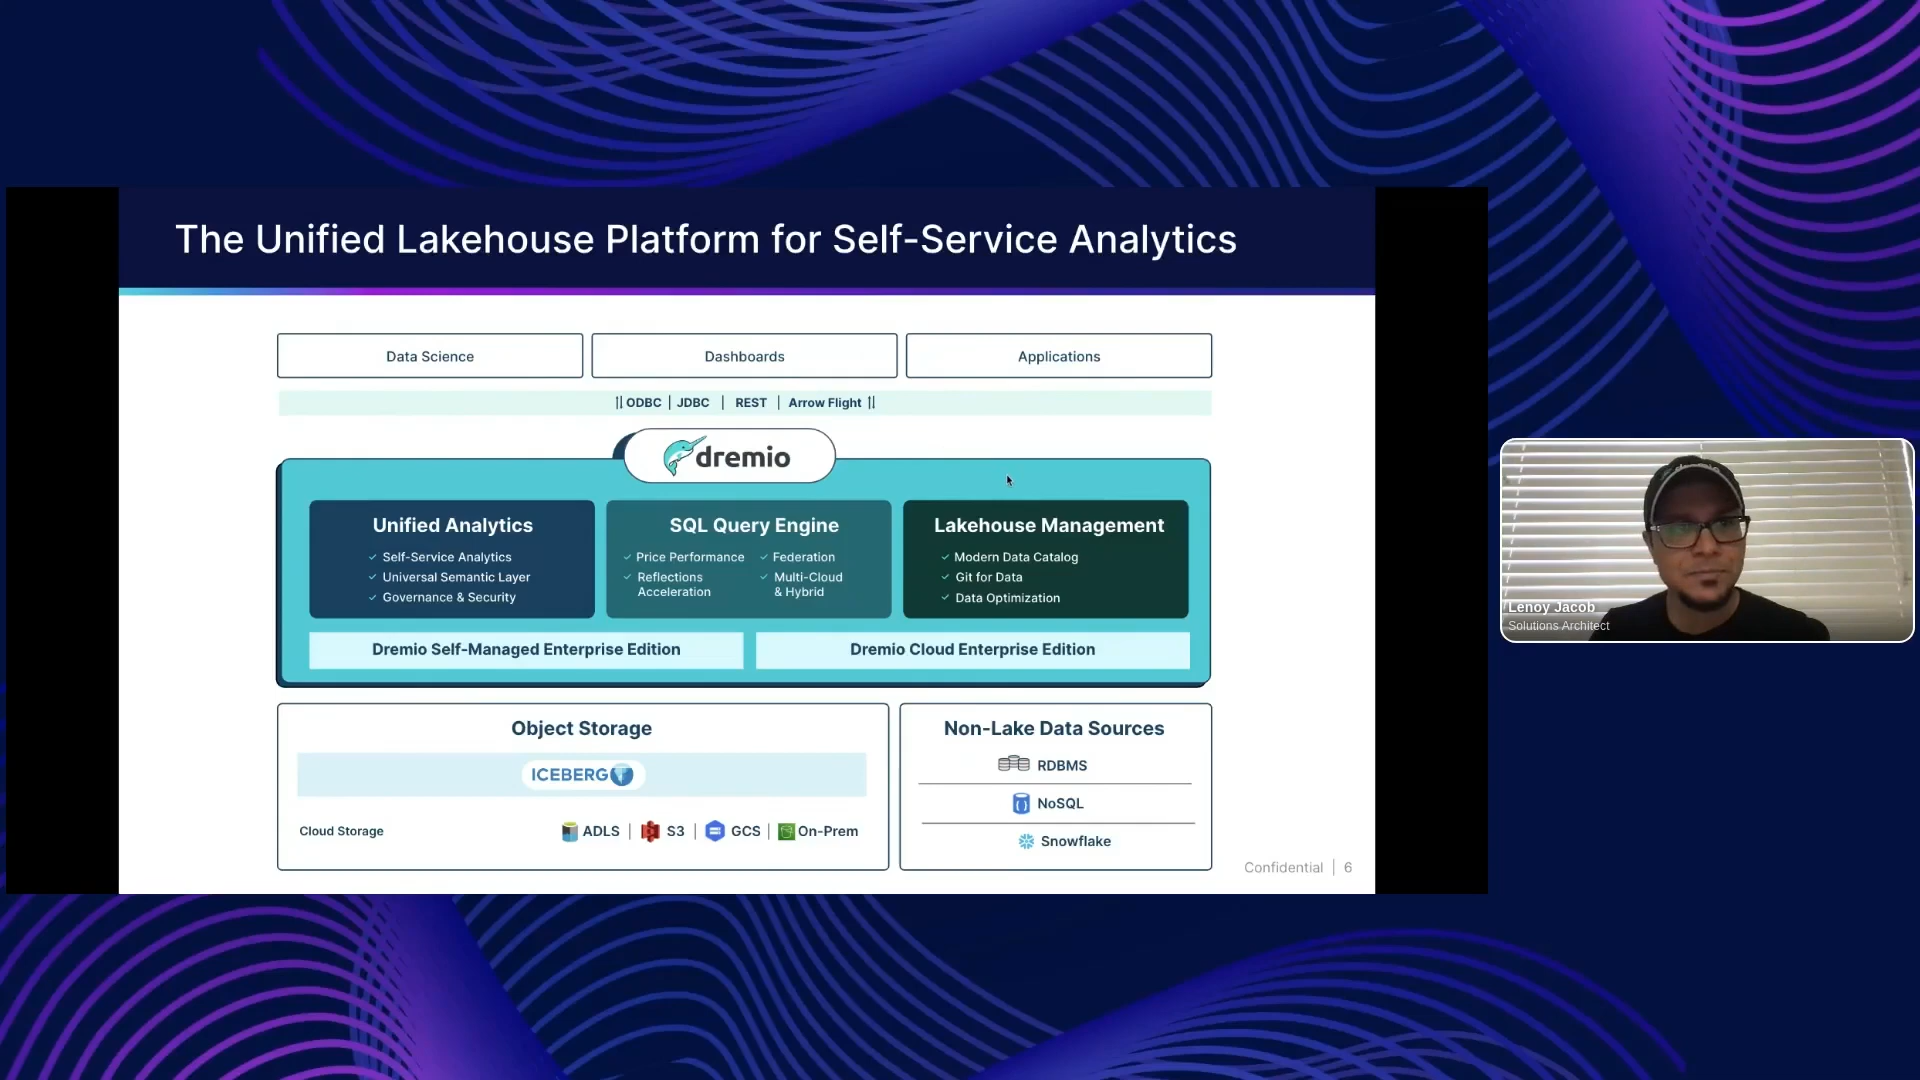 The Unified Lakehouse Platform for Self-Service Analytics
Data Science
Dashboards
Applications
ODBC | JDBC | REST | Arrow Flight
dremio
Unified Analytics
Self-Service Analytics
Universal Semantic Layer
Governance & Security
SQL Query Engine
Price Performance
Reflections
Acceleration
Federation
Multi-Cloud
& Hybrid
Lakehouse Management
Modern Data Catalog
Git for Data
Data Optimization
Dremio Self-Managed Enterprise Edition
Dremio Cloud Enterprise Edition
Object Storage
ICEBERG
Cloud Storage
ADLS | S3 | GCS | On-Prem
Non-Lake Data Sources
RDBMS
NoSQL
Snowflake
Confidential | 6
Lenoy Jacob
Solutions Architect